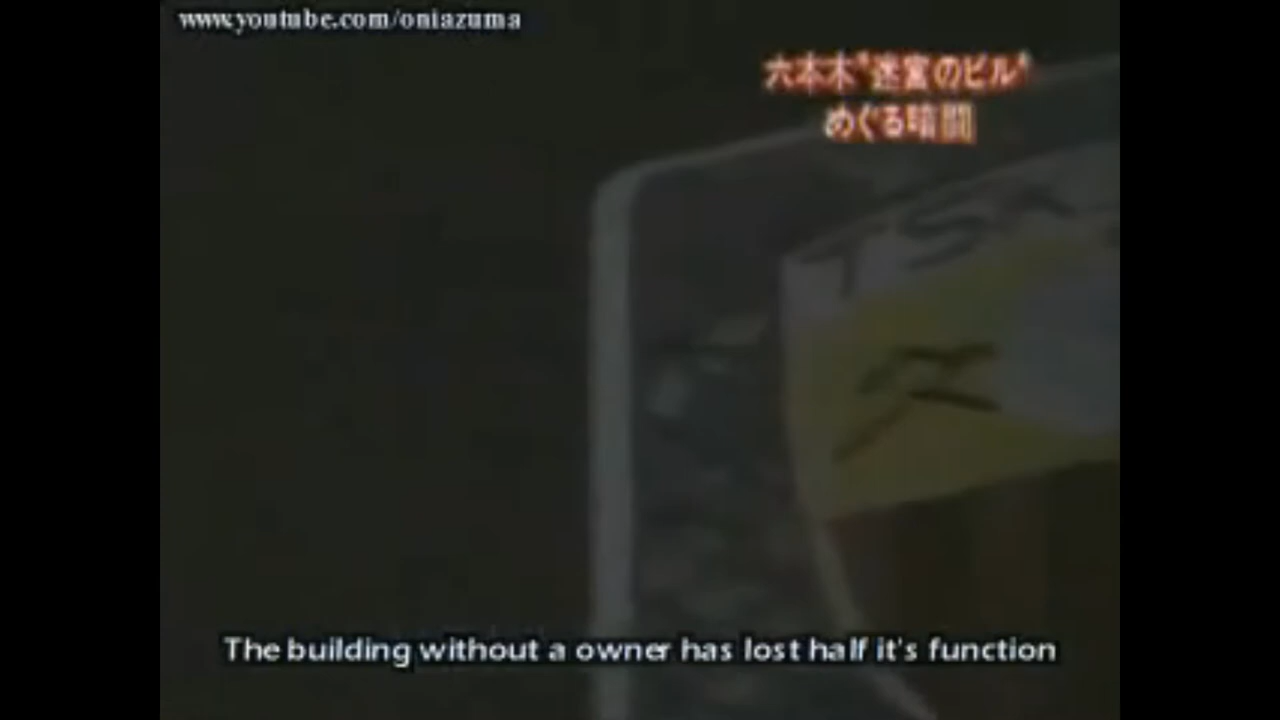 www.youtube.com/oniazuma
六本木"迷宮のビル"
めぐる暗闘
TSK
The building without a owner has lost half it's function